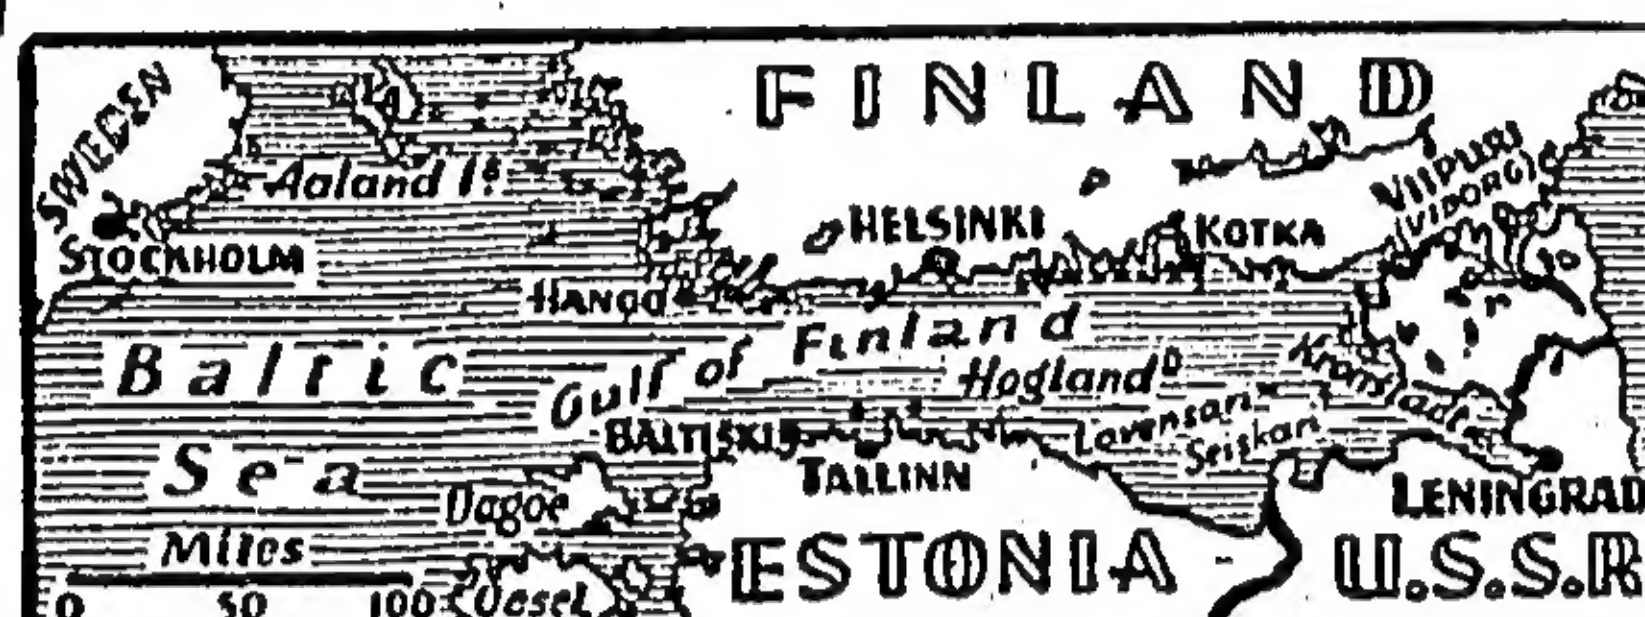 FINLAND
SWEDEN
Aaland Is.
VIIPURI
(VIBORG)
HELSINKI
KOTKA
STOCKHOLM
HANGO
Baltic
Sea
Gulf of Finland
Hogland
Kronstadt
Lavensari
Seiskari
BALTISKI
TALLINN
LENINGRAD
Dagoe
ESTONIA
U.S.S.R
Miles
0 50 100
Oesel